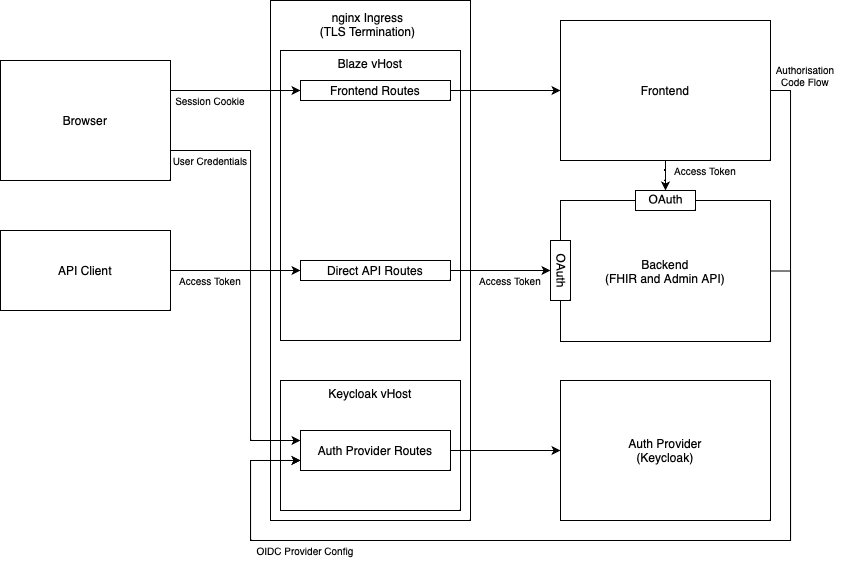 nginx Ingress
(TLS Termination)
Blaze vHost
Frontend Routes
Frontend
Authorisation
Code Flow
Browser
Session Cookie
User Credentials
Access Token
OAuth
API Client
Access Token
Direct API Routes
Access Token
OAuth
Backend
(FHIR and Admin API)
Keycloak vHost
Auth Provider Routes
Auth Provider
(Keycloak)
OIDC Provider Config